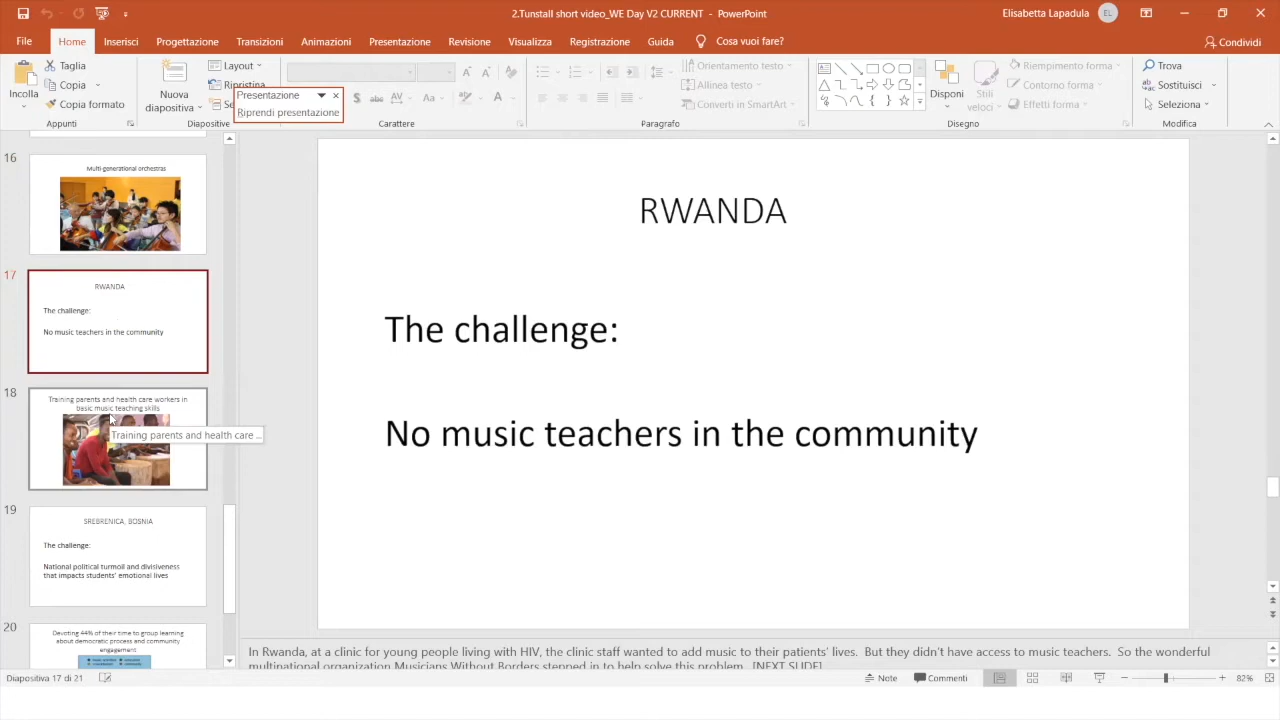 2.Tunstall short video_WE Day V2 CURRENT - PowerPoint
Elisabetta Lapadula
EL
File Home Inserisci Progettazione Transizioni Animazioni Presentazione Revisione Visualizza Registrazione Guida Cosa vuoi fare? Condividi
Incolla
Taglia
Copia
Copia formato
Appunti
Nuova
diapositiva
Layout
Ripristina
Diapositive
Presentazione
Riprendi presentazione
Carattere
Paragrafo
Orientamento testo
Allinea testo
Converti in SmartArt
Disponi
Stili
veloci
Riempimento forma
Contorno forma
Effetti forma
Disegno
Trova
Sostituisci
Seleziona
Modifica
16
Multi-generational orchestras
17
RWANDA
The challenge:
No music teachers in the community
18
Training parents and health care workers in
basic music teaching skills
Training parents and health care ...
19
SREBRENICA, BOSNIA
The challenge:
National political turmoil and divisiveness
that impacts students' emotional lives
20
Devoting 44% of their time to group learning
about democratic process and community
engagement
RWANDA
The challenge:
No music teachers in the community
In Rwanda, at a clinic for young people living with HIV, the clinic staff wanted to add music to their patients' lives. But they didn't have access to music teachers. So the wonderful
multinational organization Musicians Without Borders stepped in to help solve this problem. [NEXT SLIDE]
Diapositiva 17 di 21
Note
Commenti
82%